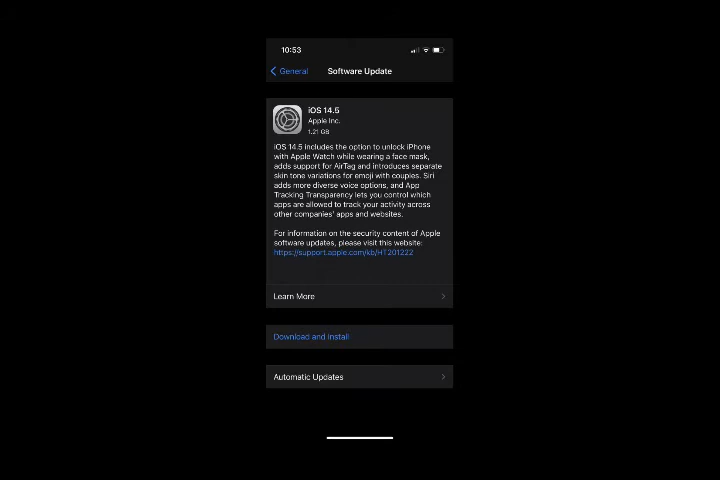 10:53
General
Software Update
iOS 14.5
Apple Inc.
1.21 GB
iOS 14.5 includes the option to unlock iPhone
with Apple Watch while wearing a face mask,
adds support for AirTag and introduces separate
skin tone variations for emoji with couples. Siri
adds more diverse voice options, and App
Tracking Transparency lets you control which
apps are allowed to track your activity across
other companies' apps and websites.
For information on the security content of Apple
software updates, please visit this website:
https://support.apple.com/kb/HT201222
Learn More
Download and Install
Automatic Updates